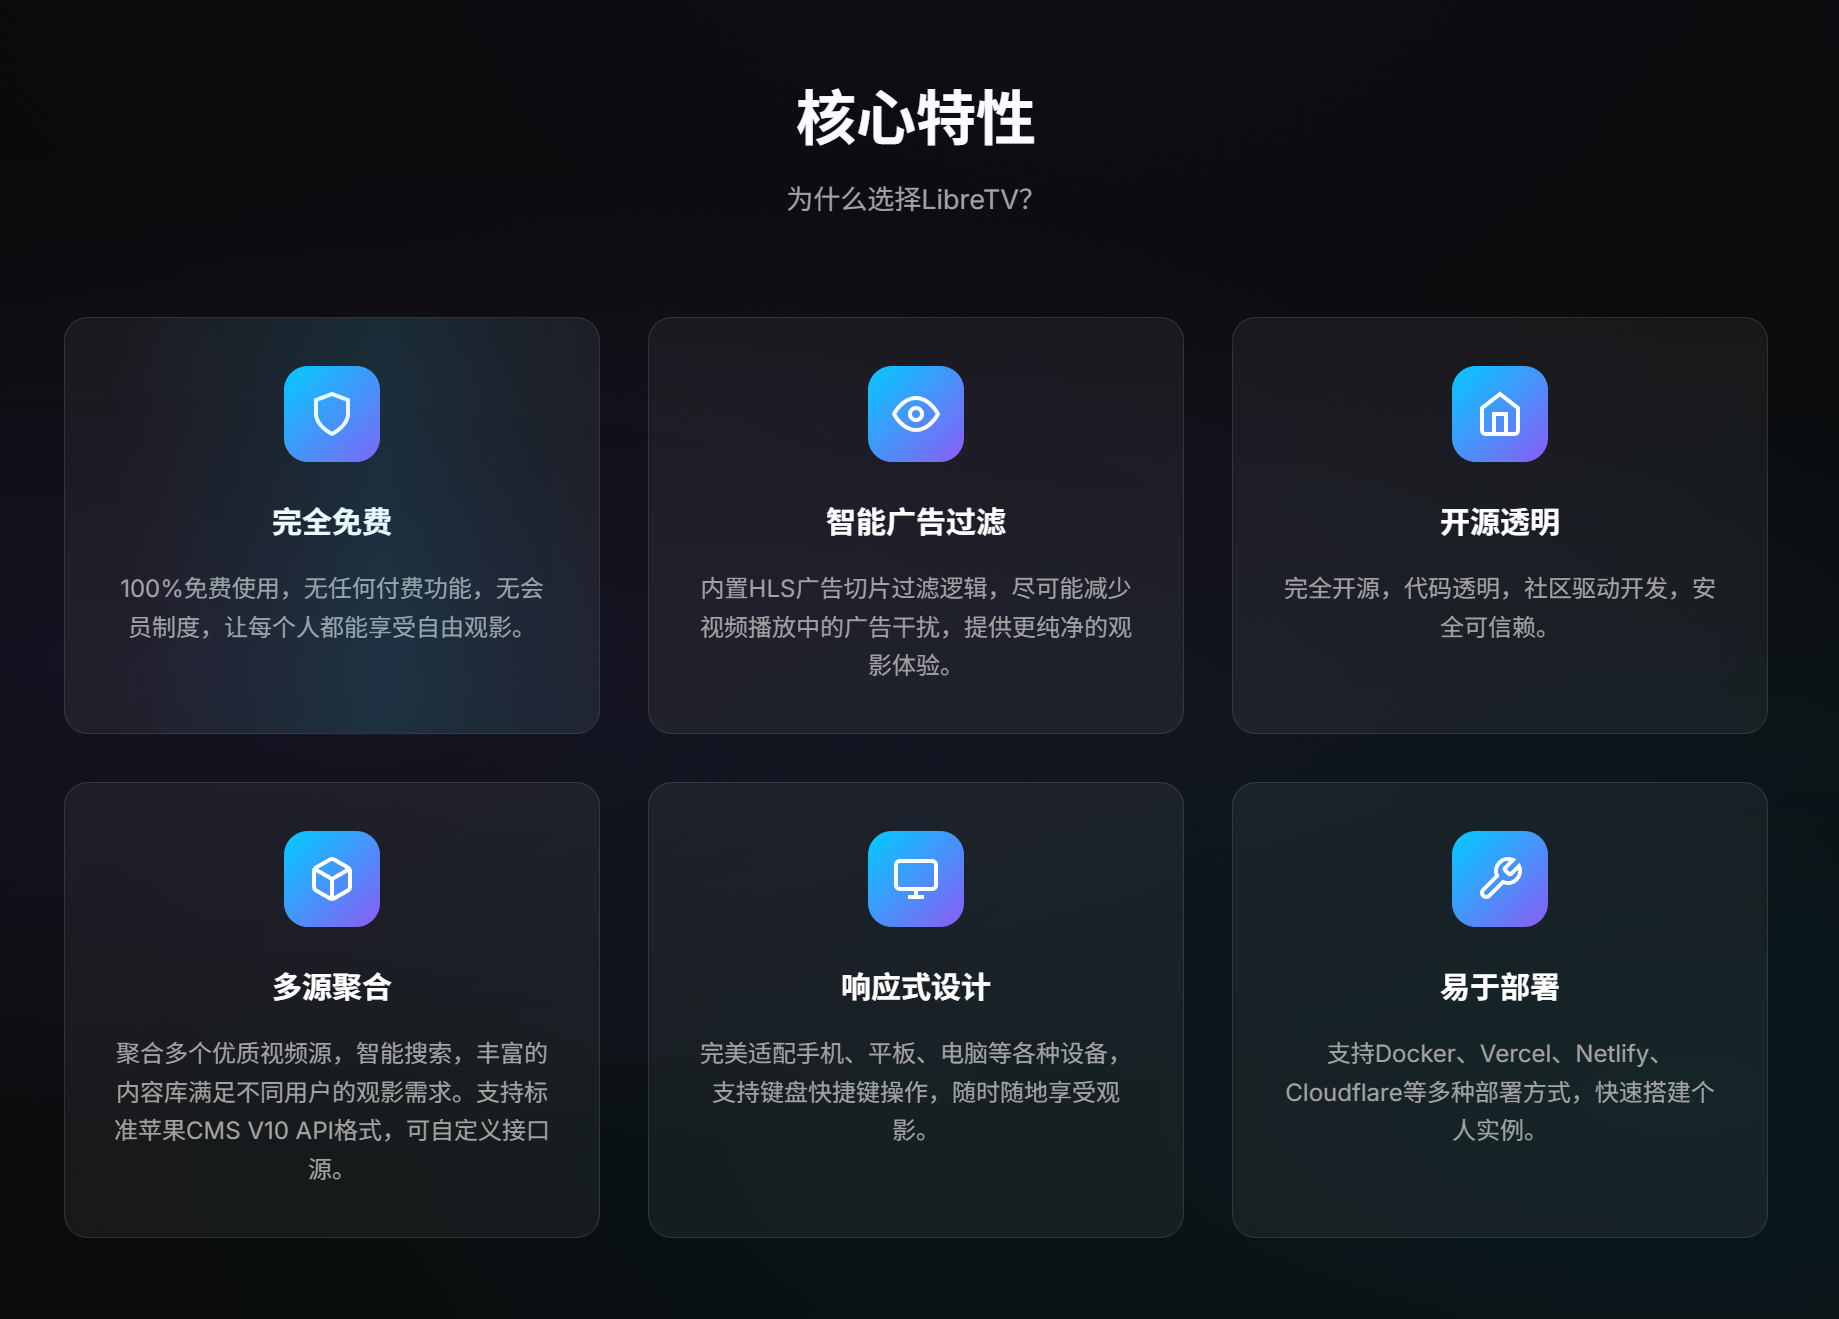 核心特性
为什么选择LibreTV？
完全免费
100%免费使用，无任何付费功能，无会
员制度，让每个人都能享受自由观影。
智能广告过滤
内置HLS广告切片过滤逻辑，尽可能减少
视频播放中的广告干扰，提供更纯净的观
影体验。
开源透明
完全开源，代码透明，社区驱动开发，安
全可信赖。
多源聚合
聚合多个优质视频源，智能搜索，丰富的
内容库满足不同用户的观影需求。支持标
准苹果CMS V10 API格式，可自定义接口
源。
响应式设计
完美适配手机、平板、电脑等各种设备，
支持键盘快捷键操作，随时随地享受观
影。
易于部署
支持Docker、Vercel、Netlify、
Cloudflare等多种部署方式，快速搭建个
人实例。